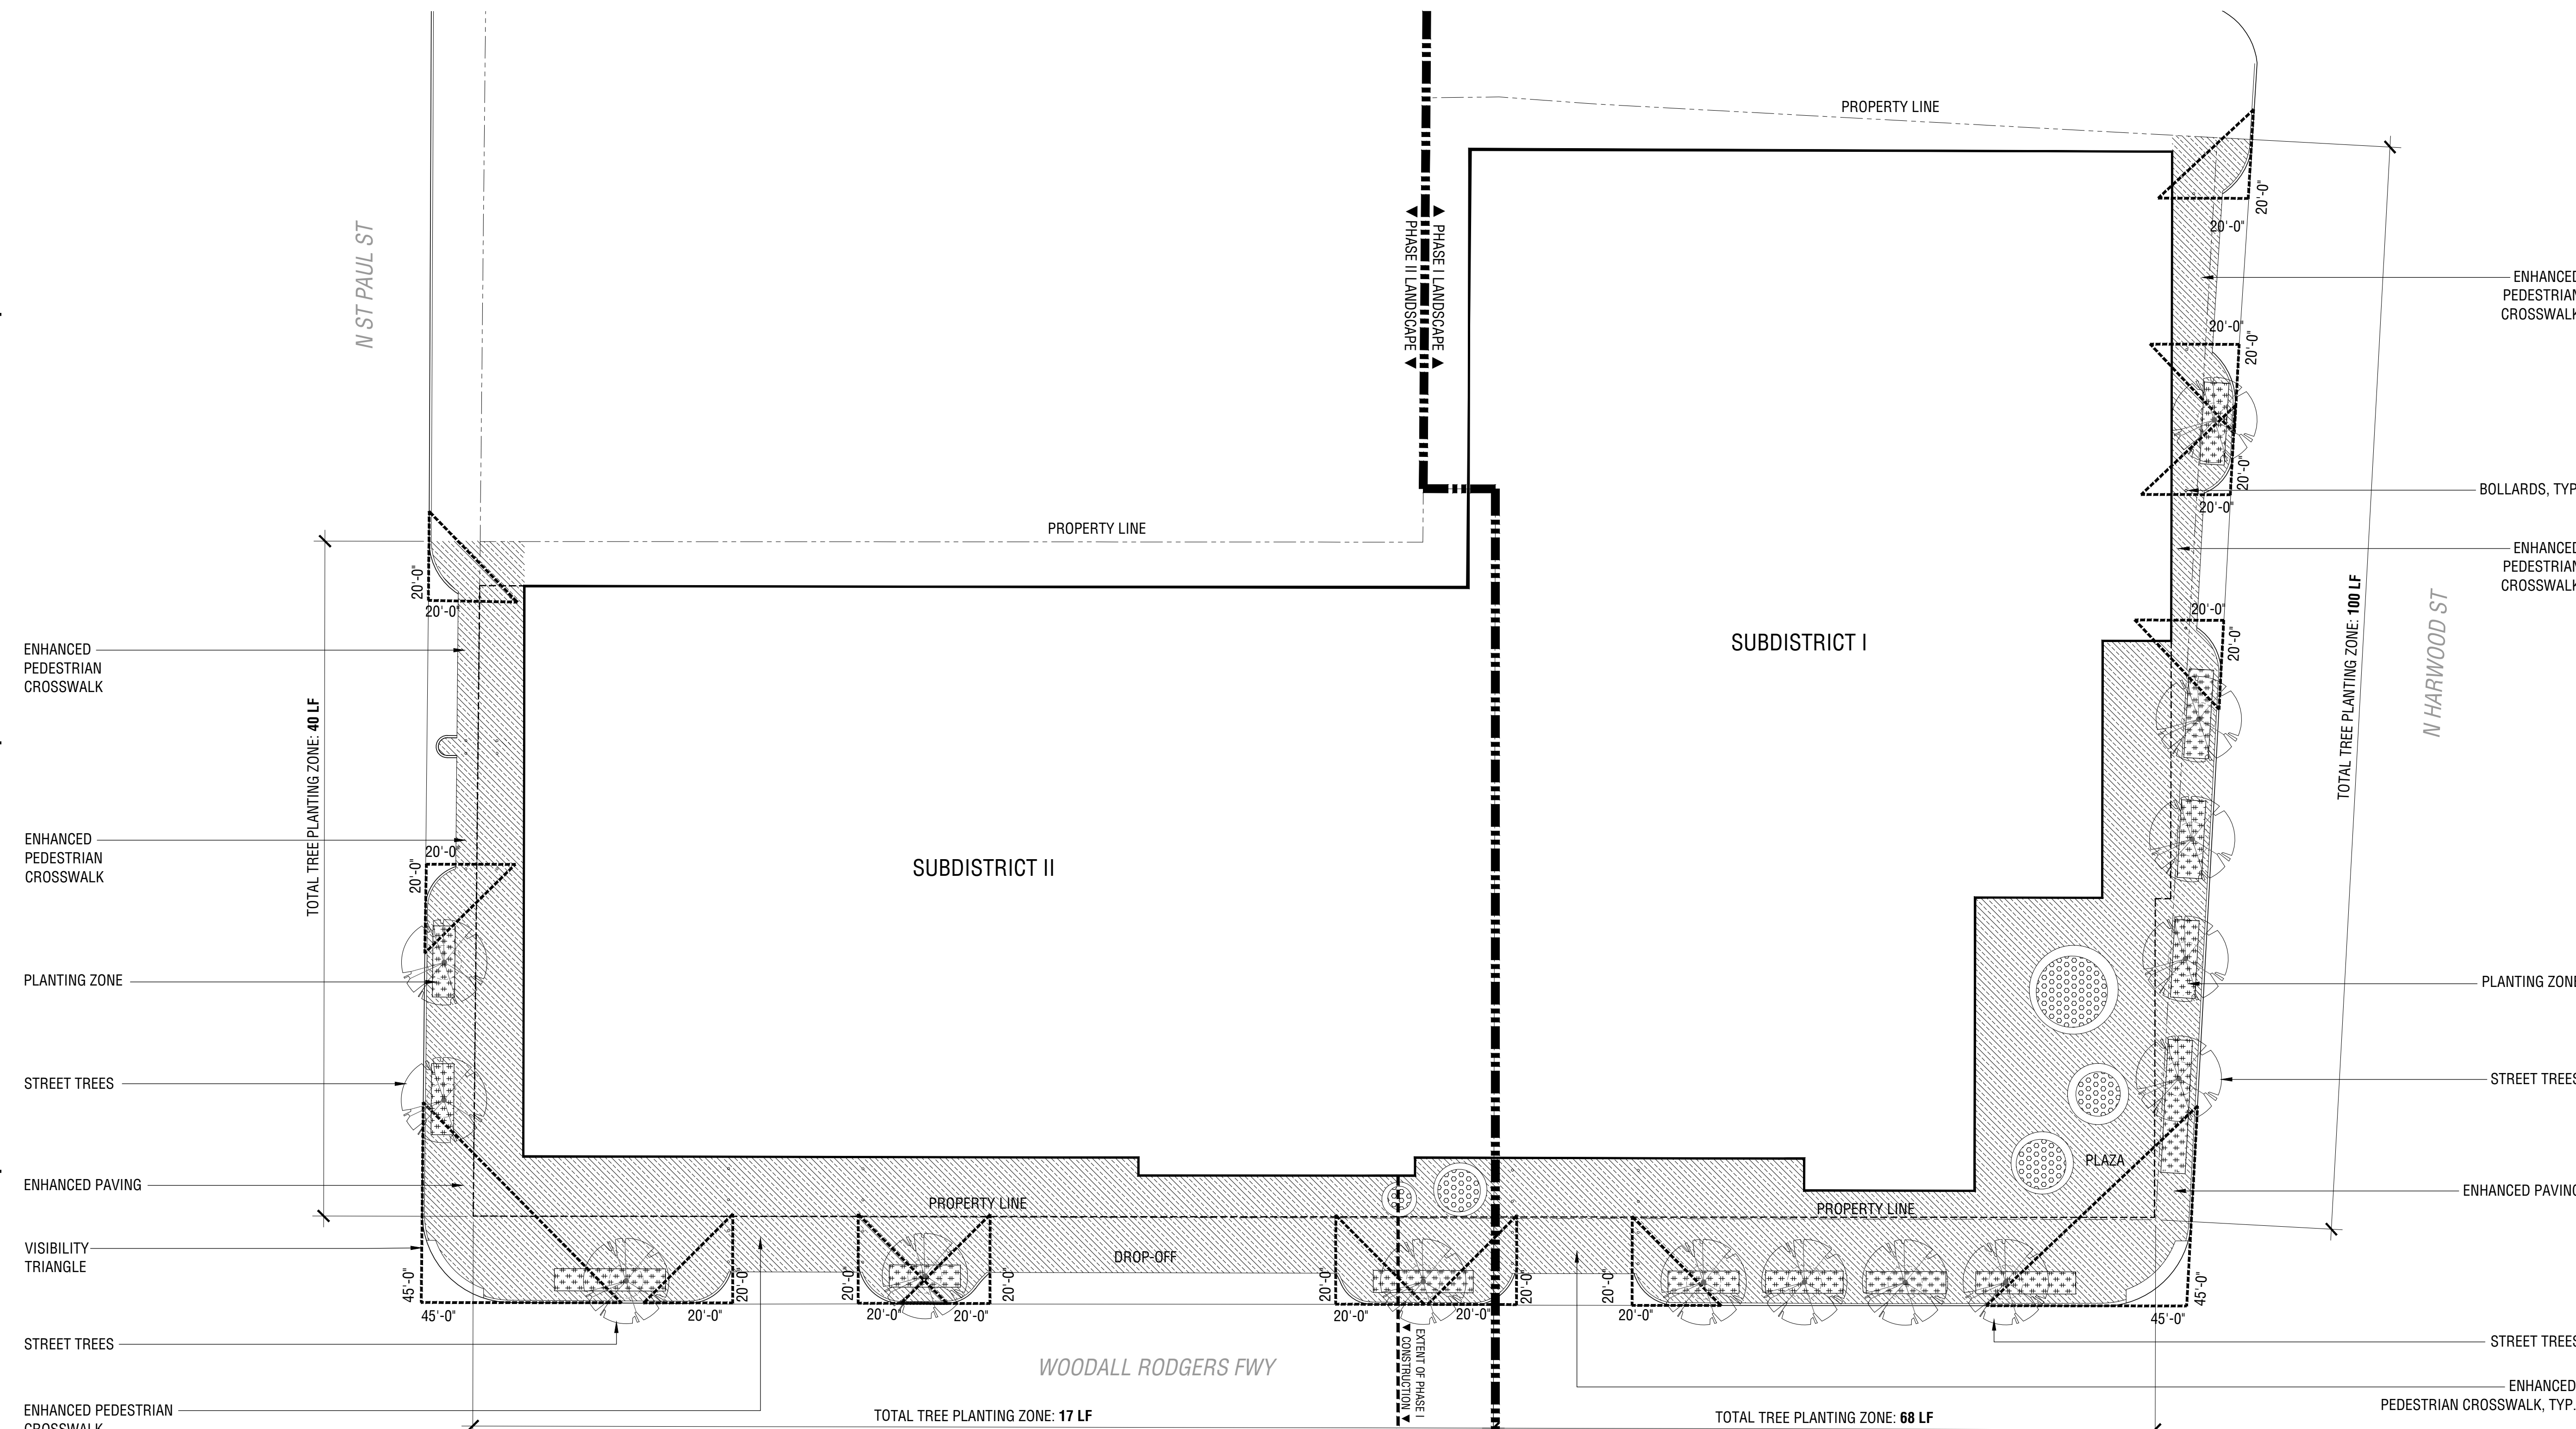 PROPERTY LINE
N ST PAUL ST
PHASE II LANDSCAPE
PHASE I LANDSCAPE
20'-0"
20'-0"
ENHANCED
PEDESTRIAN
CROSSWALK
20'-0"
20'-0"
BOLLARDS, TYP
20'-0"
20'-0"
PROPERTY LINE
ENHANCED
PEDESTRIAN
CROSSWALK
20'-0"
20'-0"
20'-0"
20'-0"
TOTAL TREE PLANTING ZONE: 100 LF
N HARWOOD ST
SUBDISTRICT I
ENHANCED
PEDESTRIAN
CROSSWALK
TOTAL TREE PLANTING ZONE: 40 LF
ENHANCED
PEDESTRIAN
CROSSWALK
20'-0"
20'-0"
SUBDISTRICT II
PLANTING ZONE
PLANTING ZONE
STREET TREES
STREET TREES
PLAZA
ENHANCED PAVING
ENHANCED PAVING
PROPERTY LINE
PROPERTY LINE
VISIBILITY
TRIANGLE
DROP-OFF
45'-0"
45'-0"
20'-0"
20'-0"
20'-0"
20'-0"
20'-0"
20'-0"
20'-0"
20'-0"
20'-0"
20'-0"
20'-0"
20'-0"
45'-0"
45'-0"
STREET TREES
STREET TREES
WOODALL RODGERS FWY
EXTENT OF PHASE I
CONSTRUCTION
ENHANCED PEDESTRIAN
CROSSWALK
ENHANCED
PEDESTRIAN CROSSWALK, TYP.
TOTAL TREE PLANTING ZONE: 17 LF
TOTAL TREE PLANTING ZONE: 68 LF